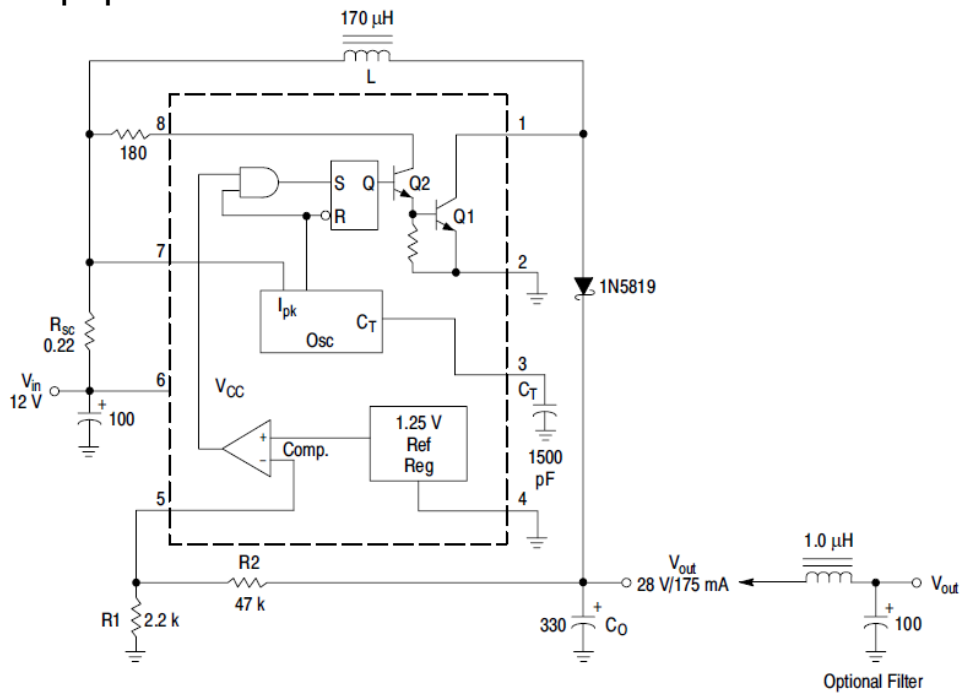 170 µH
L
8
1
180
S Q
Q2
R
Q1
7
2
1N5819
Ipk
CT
Osc
Rsc
0.22
3
CT
Vin
12 V
6
VCC
100
1.25 V
Ref
Reg
+
Comp.
−
1500
pF
5
4
1.0 µH
R2
47 k
Vout
28 V/175 mA
Vout
R1
2.2 k
330
+
CO
+
100
+
Optional Filter